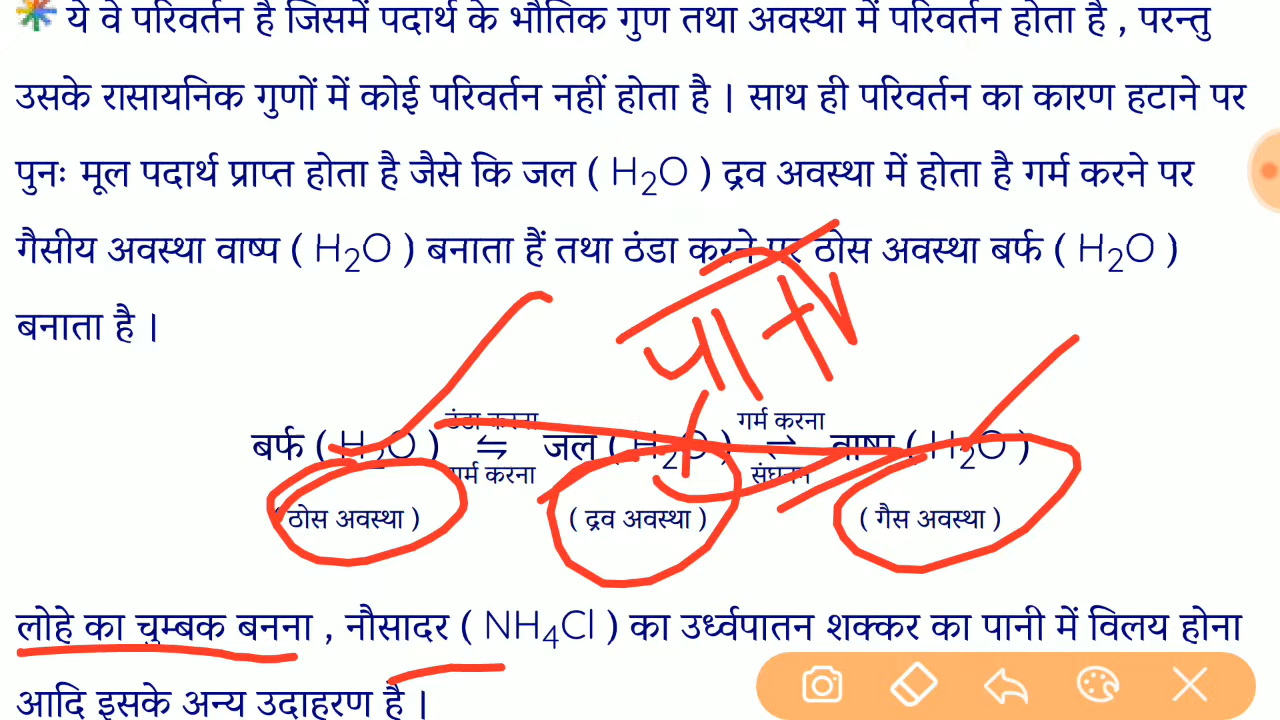 ये वे परिवर्तन है जिसमें पदार्थ के भौतिक गुण तथा अवस्था में परिवर्तन होता है , परन्तु
उसके रासायनिक गुणों में कोई परिवर्तन नहीं होता है । साथ ही परिवर्तन का कारण हटाने पर
पुनः मूल पदार्थ प्राप्त होता है जैसे कि जल ( H₂O ) द्रव अवस्था में होता है गर्म करने पर
गैसीय अवस्था वाष्प ( H₂O ) बनाता हैं तथा ठंडा करने पर ठोस अवस्था बर्फ ( H₂O )
बनाता है ।
ठंडा करना गर्म करना
बर्फ ( H₂O ) ⇋ जल ( H₂O ) ⇌ वाष्प ( H₂O )
गर्म करना संघनन
( ठोस अवस्था ) ( द्रव अवस्था ) ( गैस अवस्था )
लोहे का चुम्बक बनना , नौसादर ( NH₄Cl ) का उर्ध्वपातन शक्कर का पानी में विलय होना
आदि इसके अन्य उदाहरण है ।